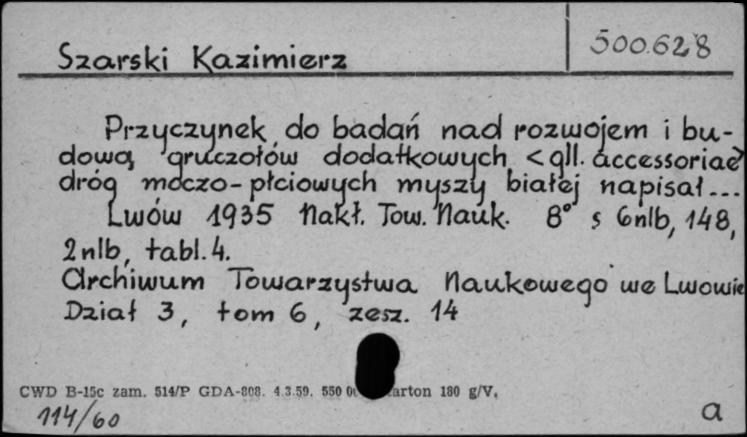 500.628
Szarski Kazimierz
Przyczynek do badań nad rozwojem i bu-
dową gruczołów dodatkowych <gll. accessoriae>
dróg moczo-płciowych myszy białej napisał...
Lwów 1935 Nakł. Tow. Nauk. 8° s 6nlb, 148,
2nlb, tabl. 4.
Archiwum Towarzystwa Naukowego we Lwowie
Dział 3, tom 6, zesz. 14
CWD B-15c zam. 514/P GDA-808. 4.3.59. 550 arton 180 g/V.
114/60
a